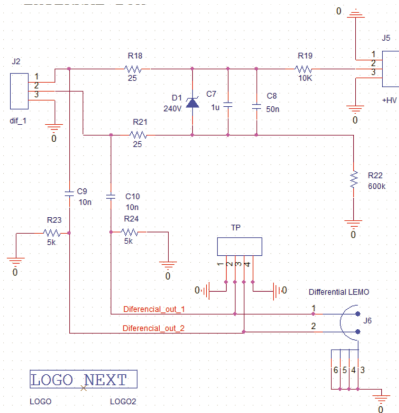 0
J5
R18
R19
J2
1
2
3
25
10K
1
2
3
D1
240V
C7
1u
C8
50n
dif_1
0
R21
25
0
+HV
R22
600k
C9
10n
C10
10n
R23
5k
R24
5k
0
0
0
TP
1
2
3
4
0
0
Differential LEMO
Diferencial_out_1
1
J6
Diferencial_out_2
2
6
5
4
3
0
LOGO NEXT
LOGO
LOGO2